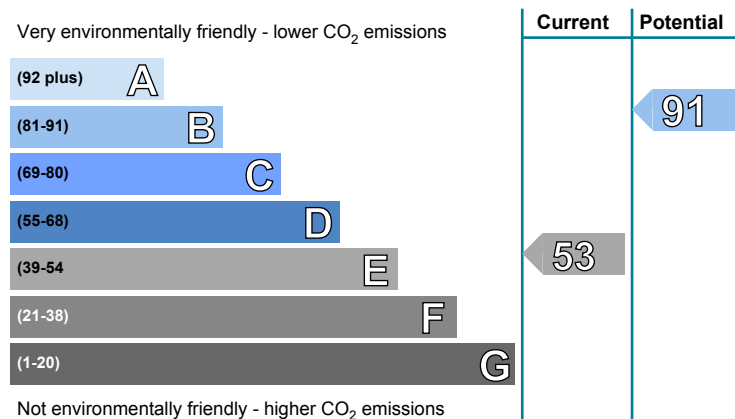 Very environmentally friendly - lower CO₂ emissions
Current
Potential
(92 plus) A
(81-91) B
(69-80) C
(55-68) D
(39-54 E
(21-38) F
(1-20) G
91
53
Not environmentally friendly - higher CO₂ emissions